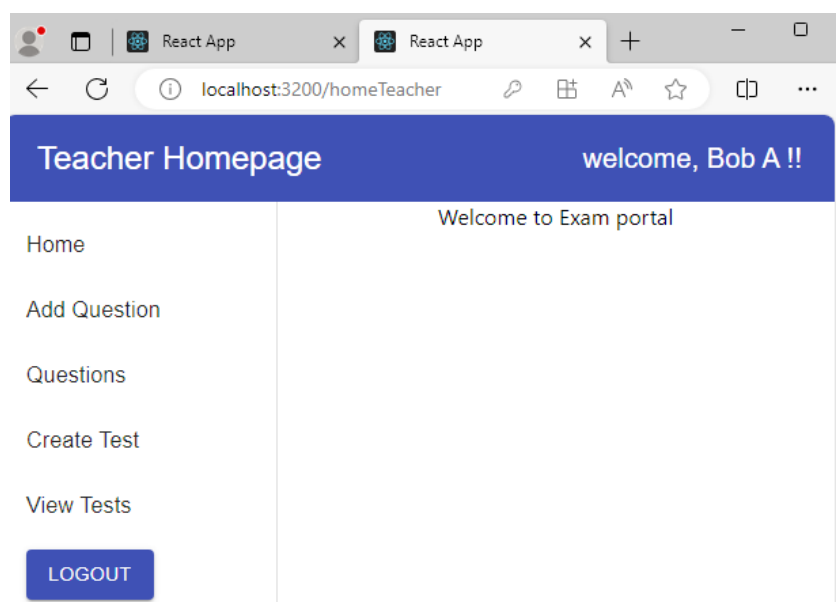 React App
React App
localhost:3200/homeTeacher
Teacher Homepage
welcome, Bob A !!
Home
Welcome to Exam portal
Add Question
Questions
Create Test
View Tests
LOGOUT